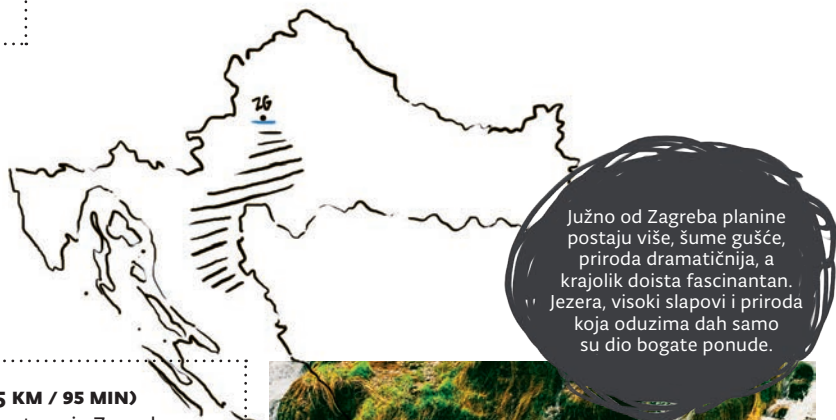 ZG
Južno od Zagreba planine
postaju više, šume gušće,
priroda dramatičnija, a
krajolik doista fascinantan.
Jezera, visoki slapovi i priroda
koja oduzima dah samo
su dio bogate ponude.
5 KM / 95 MIN)